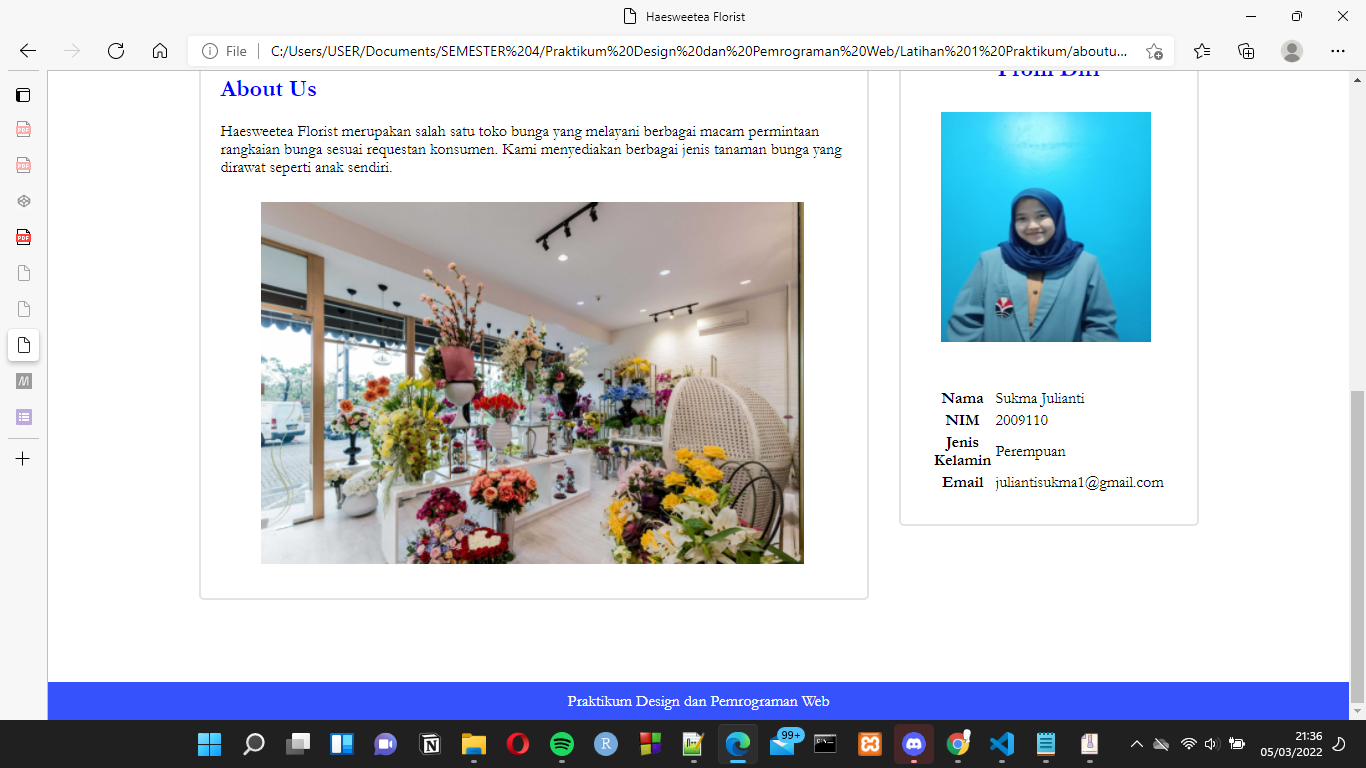 Haesweetea Florist
File
C:/Users/USER/Documents/SEMESTER%204/Praktikum%20Design%20dan%20Pemrograman%20Web/Latihan%201%20Praktikum/aboutu...
About Us
Haesweetea Florist merupakan salah satu toko bunga yang melayani berbagai macam permintaan
rangkaian bunga sesuai requestan konsumen. Kami menyediakan berbagai jenis tanaman bunga yang
dirawat seperti anak sendiri.
Profil Diri
Nama Sukma Julianti
NIM 2009110
Jenis
Kelamin Perempuan
Email juliantisukma1@gmail.com
Praktikum Design dan Pemrograman Web
99+
21:36
05/03/2022